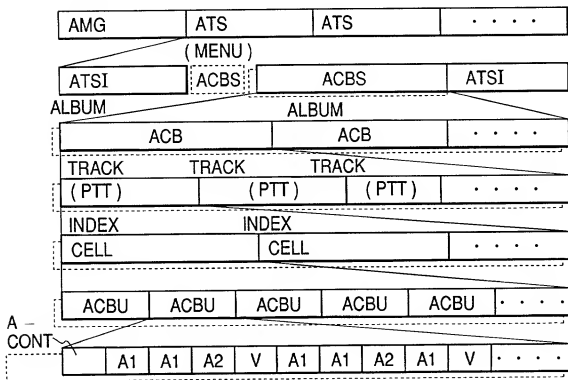 AMG ATS ATS . . . .
(MENU)
ATSI ACBS ACBS ATSI
ALBUM ALBUM
ACB ACB . . . .
TRACK TRACK TRACK
(PTT) (PTT) (PTT) . . . .
INDEX INDEX
CELL CELL . . . .
ACBU ACBU ACBU ACBU ACBU . . . .
A-
CONT
A1 A1 A2 V A1 A1 A2 A1 V . . . .